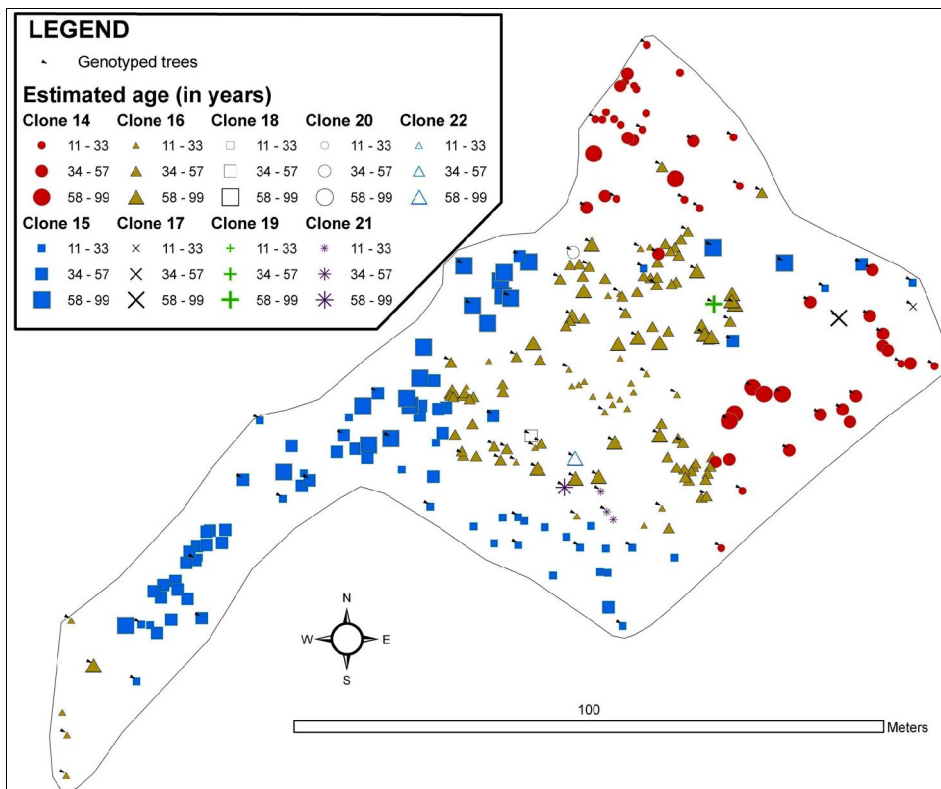 LEGEND
Genotyped trees
Estimated age (in years)
Clone 14 Clone 16 Clone 18 Clone 20 Clone 22
11 - 33 11 - 33 11 - 33 11 - 33 11 - 33
34 - 57 34 - 57 34 - 57 34 - 57 34 - 57
58 - 99 58 - 99 58 - 99 58 - 99 58 - 99
Clone 15 Clone 17 Clone 19 Clone 21
11 - 33 11 - 33 11 - 33 11 - 33
34 - 57 34 - 57 34 - 57 34 - 57
58 - 99 58 - 99 58 - 99 58 - 99
N
W E
S
100
Meters